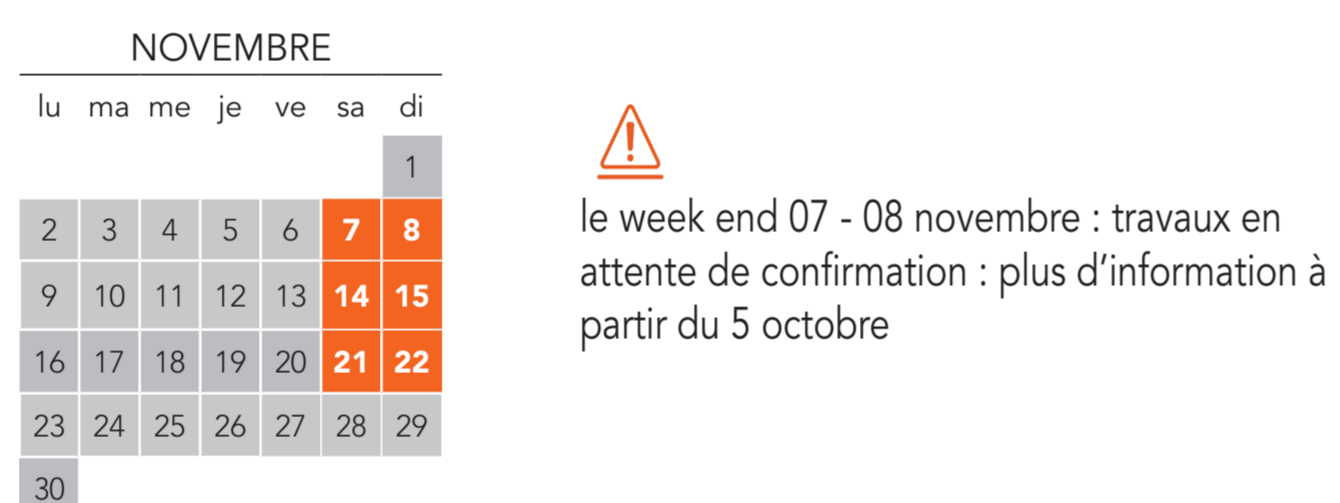 NOVEMBRE
lu ma me je ve sa di
1
2 3 4 5 6 7 8
9 10 11 12 13 14 15
16 17 18 19 20 21 22
23 24 25 26 27 28 29
30
le week end 07 - 08 novembre : travaux en
attente de confirmation : plus d’information à
partir du 5 octobre